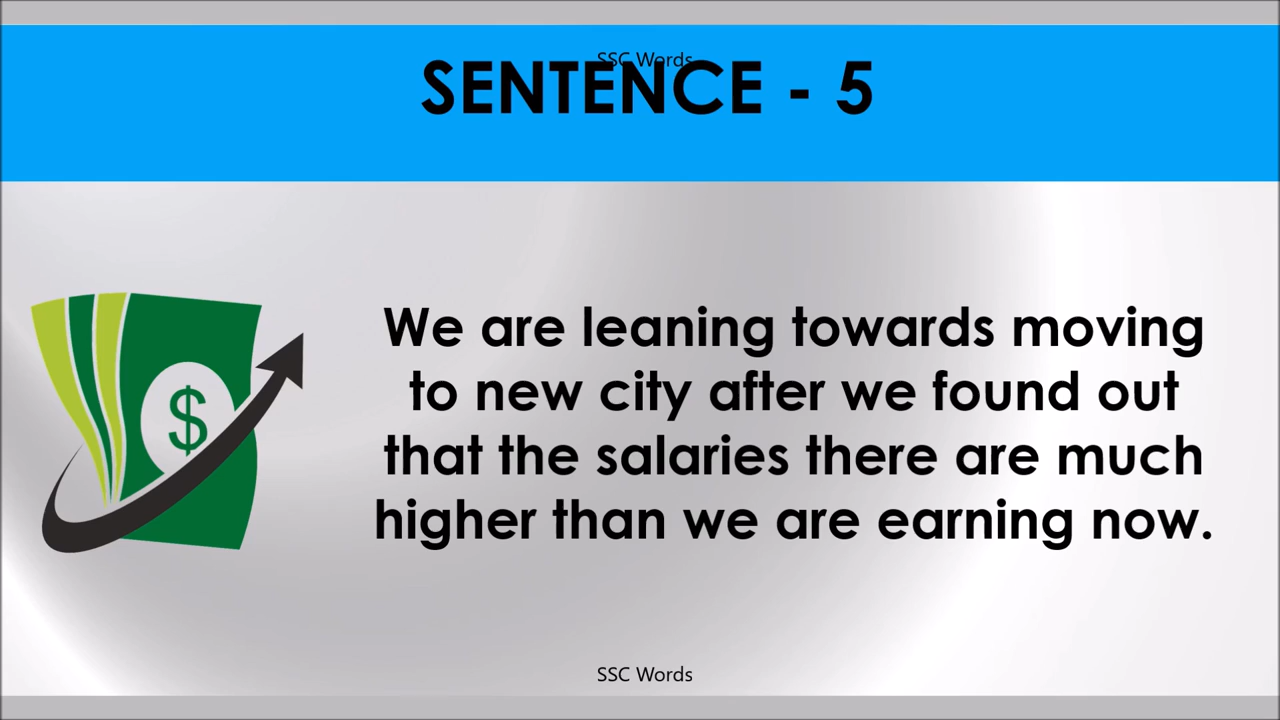 SSC Words
SENTENCE - 5
$
We are leaning towards moving
to new city after we found out
that the salaries there are much
higher than we are earning now.
SSC Words